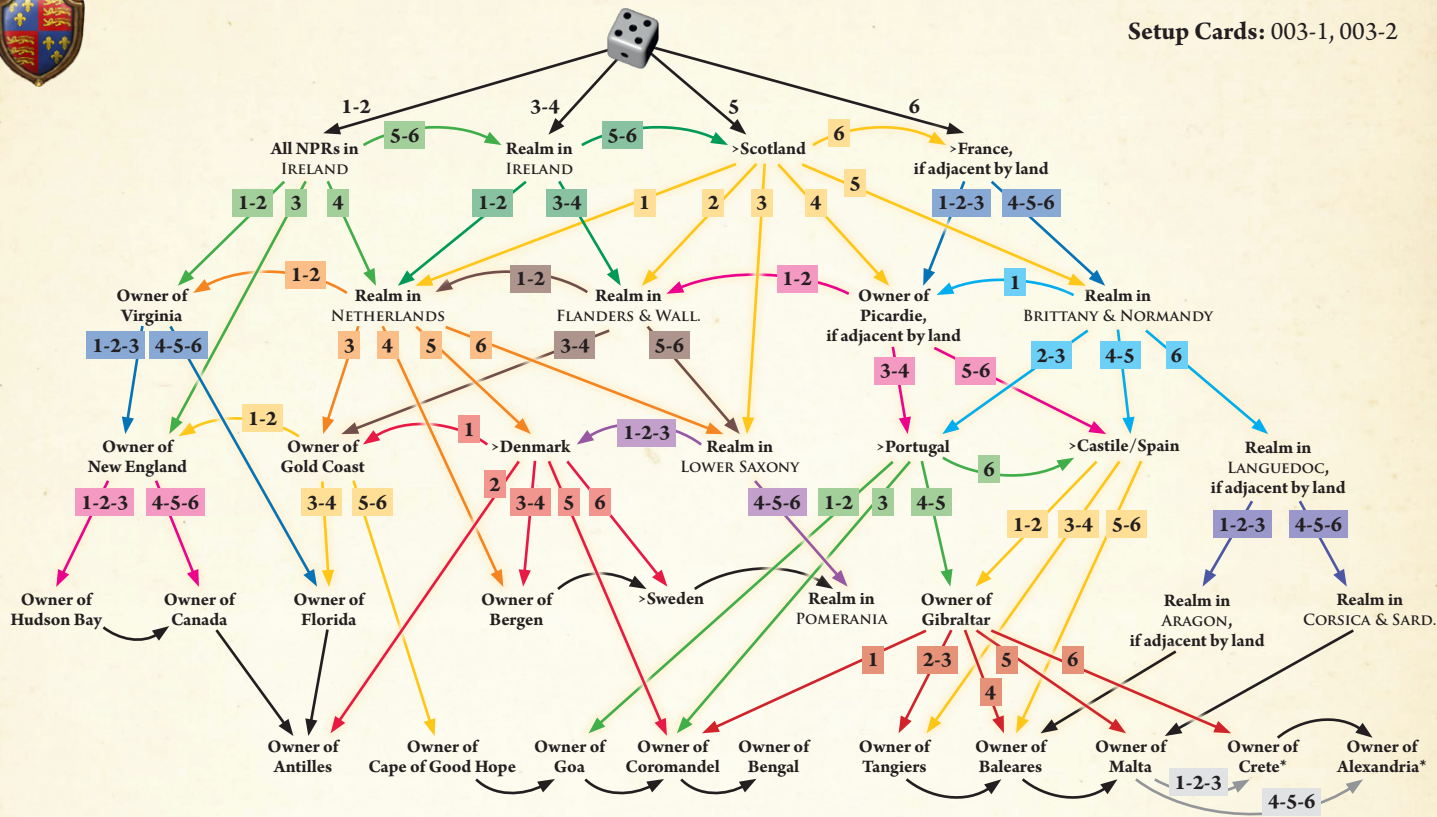 Setup Cards: 003-1, 003-2
1-2
3-4
5
6
5-6
5-6
6
All NPRs in
IRELAND
Realm in
IRELAND
>Scotland
>France,
if adjacent by land
1-2
3
4
1-2
3-4
1
2
3
4
5
1-2-3
4-5-6
1-2
1-2
1-2
1
Owner of
Virginia
Realm in
NETHERLANDS
Realm in
FLANDERS & WALL.
Owner of
Picardie,
if adjacent by land
Realm in
BRITTANY & NORMANDY
1-2-3
4-5-6
3
4
5
6
3-4
5-6
3-4
5-6
2-3
4-5
6
1-2
1
1-2-3
6
Owner of
New England
Owner of
Gold Coast
>Denmark
Realm in
LOWER SAXONY
>Portugal
>Castile/Spain
Realm in
LANGUEDOC,
if adjacent by land
1-2-3
4-5-6
3-4
5-6
2
3-4
5
6
4-5-6
1-2
3
4-5
1-2
3-4
5-6
1-2-3
4-5-6
Owner of
Hudson Bay
Owner of
Canada
Owner of
Florida
Owner of
Bergen
>Sweden
Realm in
POMERANIA
Owner of
Gibraltar
Realm in
ARAGON,
if adjacent by land
Realm in
CORSICA & SARD.
1
2-3
4
5
6
Owner of
Antilles
Owner of
Cape of Good Hope
Owner of
Goa
Owner of
Coromandel
Owner of
Bengal
Owner of
Tangiers
Owner of
Baleares
Owner of
Malta
Owner of
Crete*
Owner of
Alexandria*
1-2-3
4-5-6